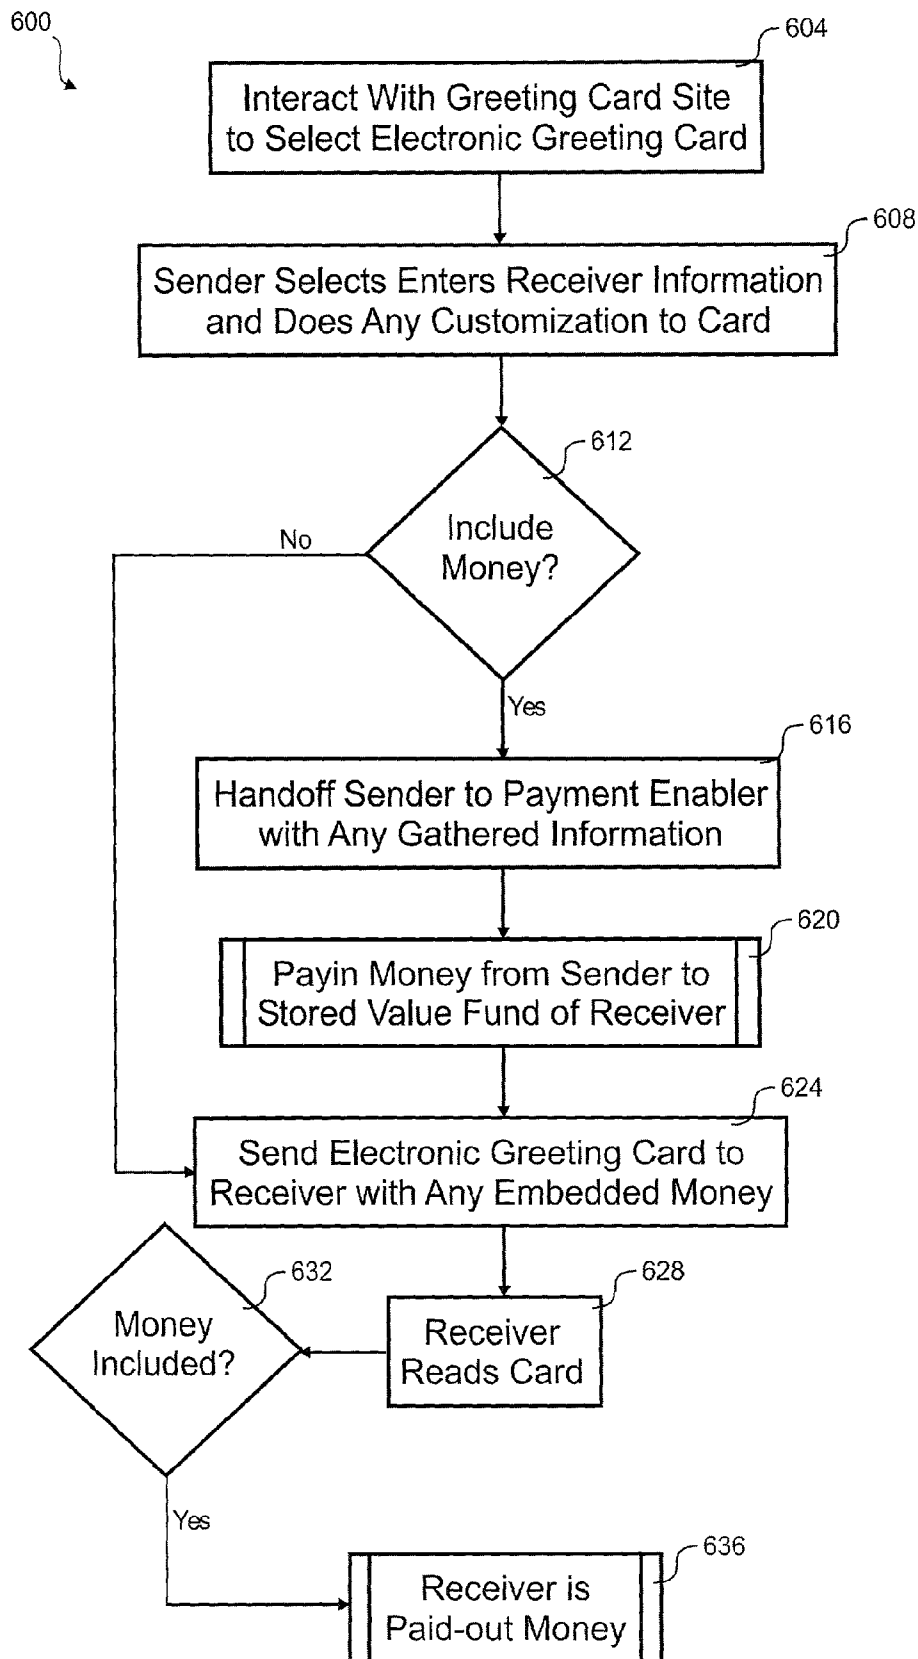 600
604
Interact With Greeting Card Site
to Select Electronic Greeting Card
608
Sender Selects Enters Receiver Information
and Does Any Customization to Card
612
Include
Money?
No
Yes
616
Handoff Sender to Payment Enabler
with Any Gathered Information
620
Payin Money from Sender to
Stored Value Fund of Receiver
624
Send Electronic Greeting Card to
Receiver with Any Embedded Money
632
Money
Included?
628
Receiver
Reads Card
Yes
636
Receiver is
Paid-out Money